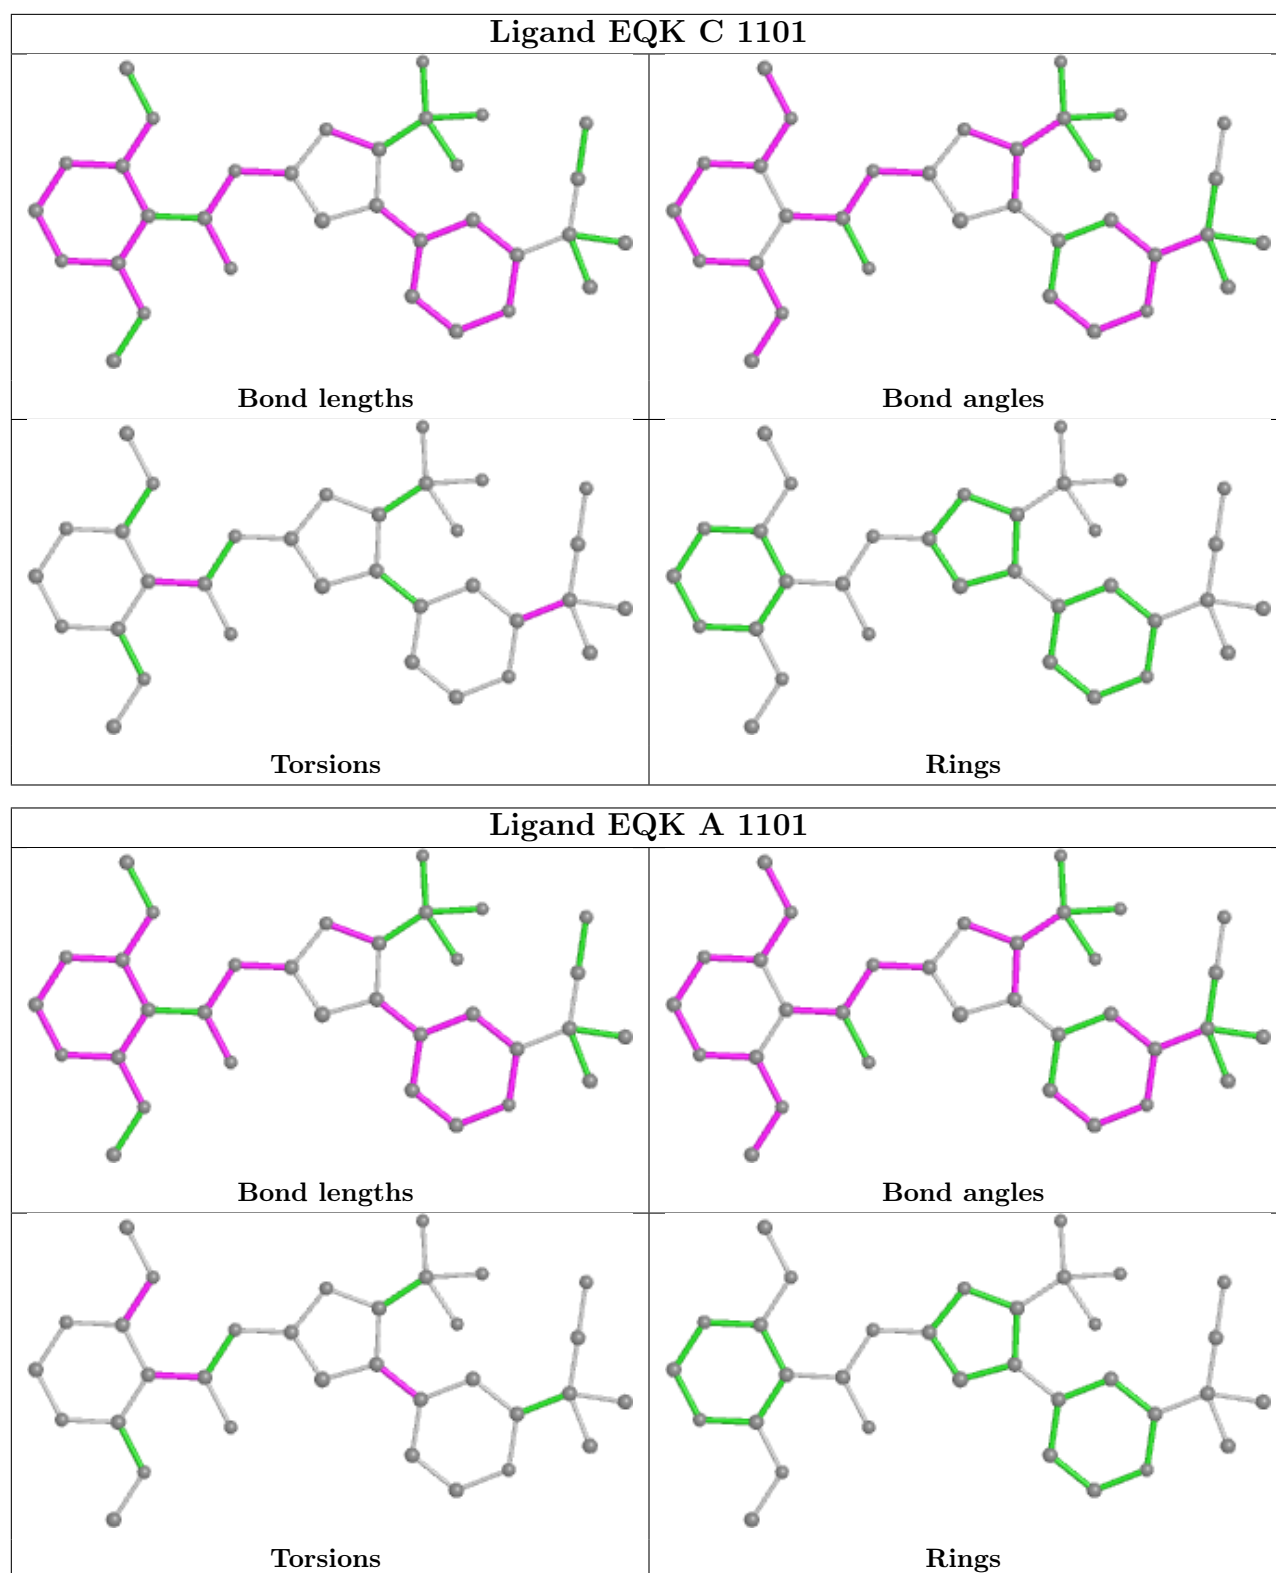 Ligand EQK C 1101
Bond lengths
Bond angles
Torsions
Rings
Ligand EQK A 1101
Bond lengths
Bond angles
Torsions
Rings